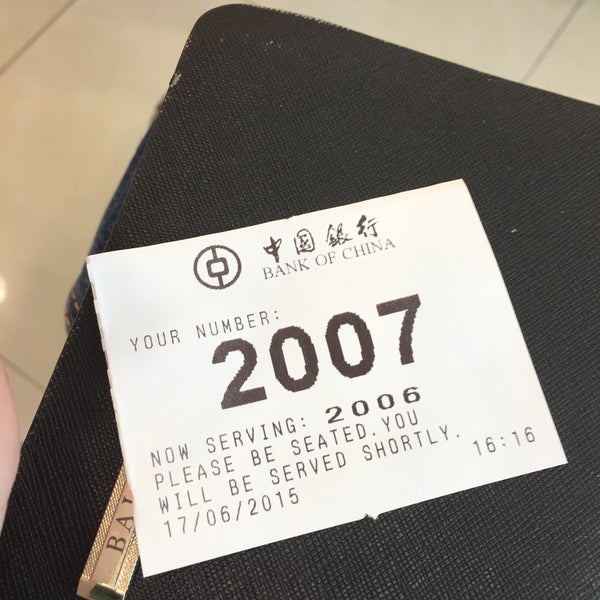 中国银行
BANK OF CHINA
YOUR NUMBER:
2007
NOW SERVING: 2006
PLEASE BE SEATED.YOU
WILL BE SERVED SHORTLY.
17/06/2015 16:16